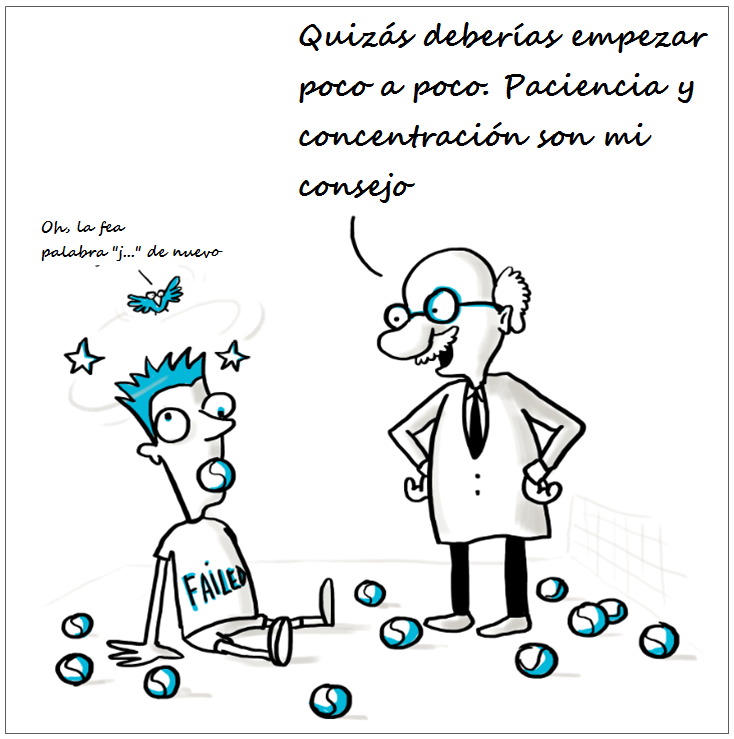 Quizás deberías empezar
poco a poco. Paciencia y
concentración son mi
consejo
Oh, la fea
palabra "j..." de nuevo
FAILED